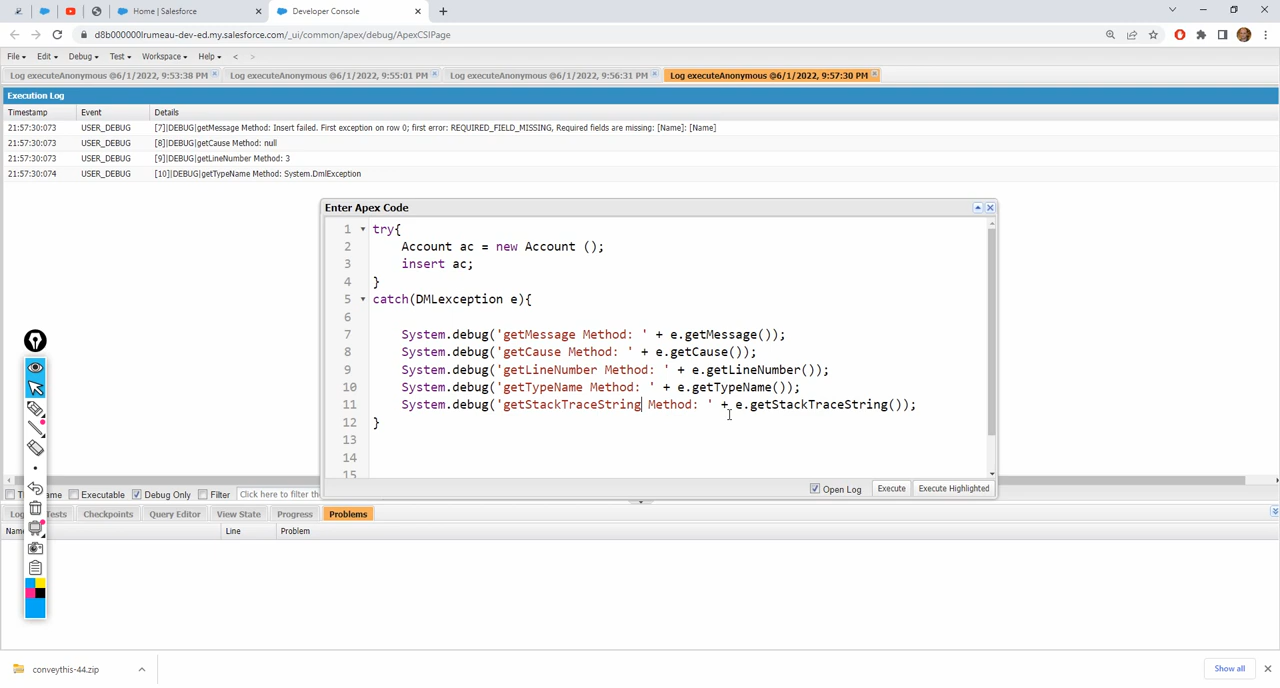 Home | Salesforce
Developer Console
d8b000000lrumeau-dev-ed.my.salesforce.com/_ui/common/apex/debug/ApexCSIPage
File Edit Debug Test Workspace Help < >
Log executeAnonymous @6/1/2022, 9:53:38 PM
Log executeAnonymous @6/1/2022, 9:55:01 PM
Log executeAnonymous @6/1/2022, 9:56:31 PM
Log executeAnonymous @6/1/2022, 9:57:30 PM
Execution Log
Timestamp Event Details
21:57:30:073 USER_DEBUG [7]|DEBUG|getMessage Method: Insert failed. First exception on row 0; first error: REQUIRED_FIELD_MISSING, Required fields are missing: [Name]: [Name]
21:57:30:073 USER_DEBUG [8]|DEBUG|getCause Method: null
21:57:30:073 USER_DEBUG [9]|DEBUG|getLineNumber Method: 3
21:57:30:074 USER_DEBUG [10]|DEBUG|getTypeName Method: System.DmlException
Enter Apex Code
1 try{
2 Account ac = new Account ();
3 insert ac;
4 }
5 catch(DMLexception e){
6
7 System.debug('getMessage Method: ' + e.getMessage());
8 System.debug('getCause Method: ' + e.getCause());
9 System.debug('getLineNumber Method: ' + e.getLineNumber());
10 System.debug('getTypeName Method: ' + e.getTypeName());
11 System.debug('getStackTraceString Method: ' + e.getStackTraceString());
12 }
13
14
15
Open Log Execute Execute Highlighted
Executable Debug Only Filter Click here to filter the
Tests Checkpoints Query Editor View State Progress Problems
Line Problem
conveythis-44.zip
Show all